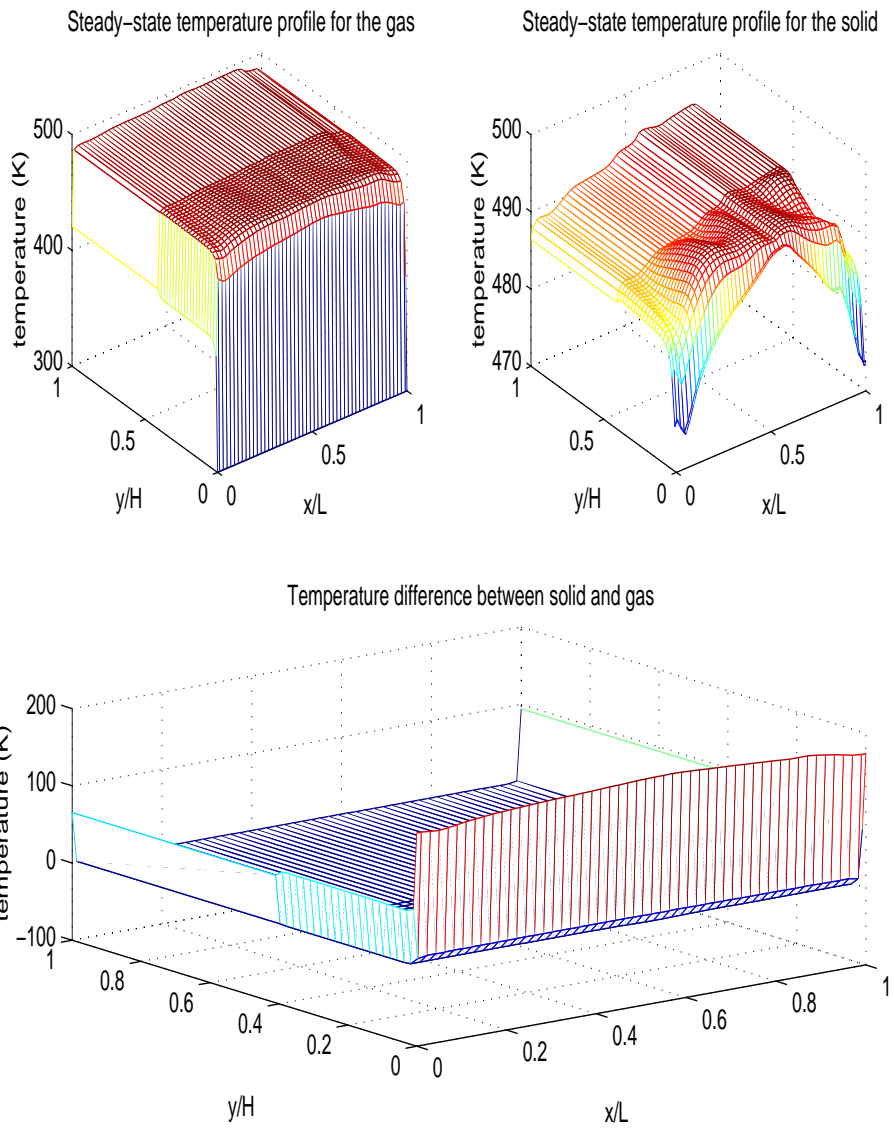 Steady−state temperature profile for the gas
500
400
300
temperature (K)
1
0.5
0
y/H
0
0.5
1
x/L
Steady−state temperature profile for the solid
500
490
480
470
temperature (K)
1
0.5
0
y/H
0
0.5
1
x/L
Temperature difference between solid and gas
200
100
0
−100
temperature (K)
1
0.8
0.6
0.4
0.2
0
y/H
0
0.2
0.4
0.6
0.8
1
x/L